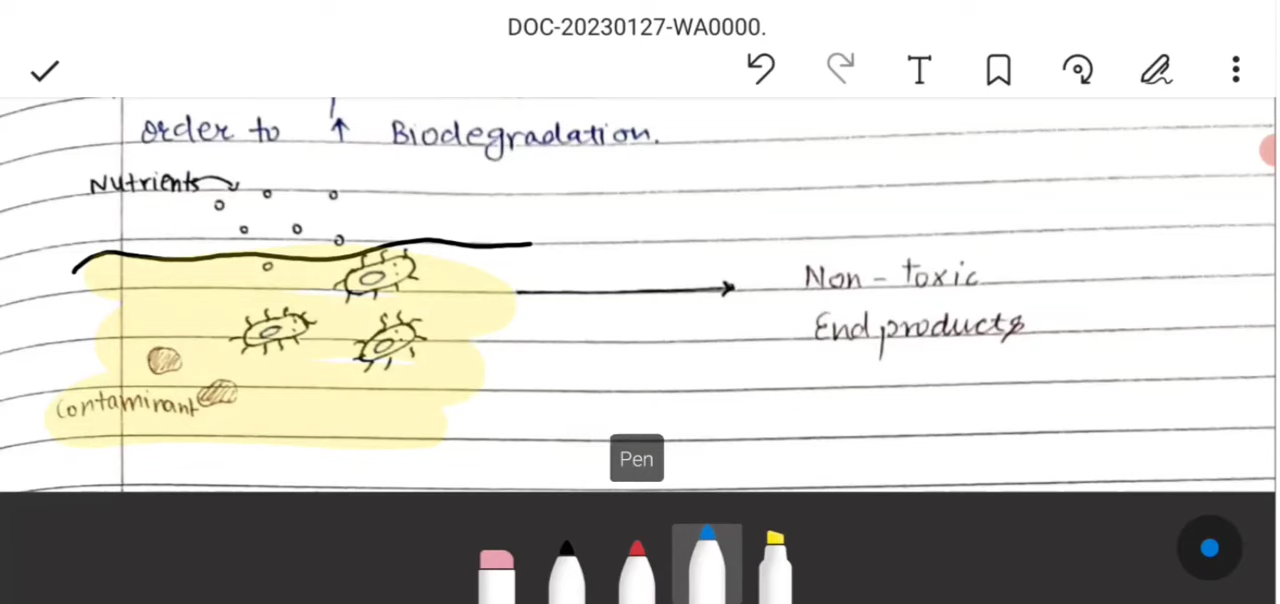 DOC-20230127-WA0000.
T
order to ↑ Biodegradation.
Nutrients
Non - toxic
End products
Contaminant
Pen